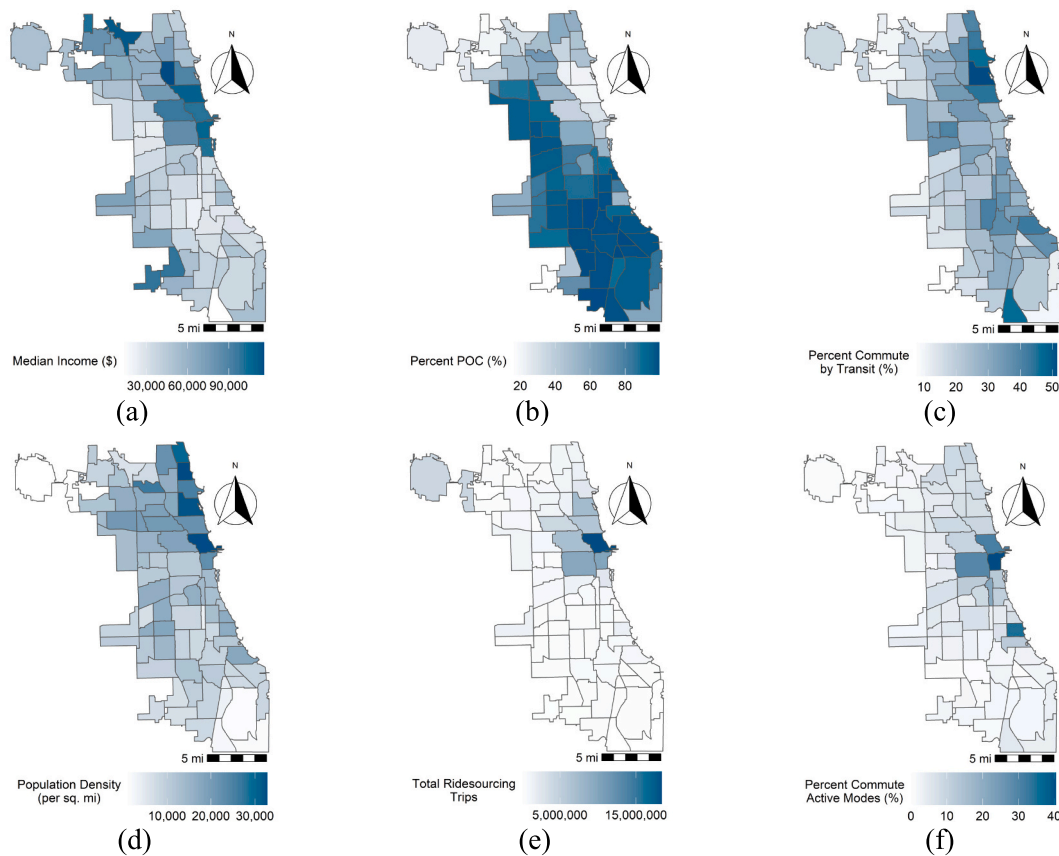 N
5 mi
Median Income ($)
30,000 60,000 90,000
(a)
N
5 mi
Percent POC (%)
20 40 60 80
(b)
N
5 mi
Percent Commute
by Transit (%)
10 20 30 40 50
(c)
N
5 mi
Population Density
(per sq. mi)
10,000 20,000 30,000
(d)
N
5 mi
Total Ridesourcing
Trips
5,000,000 15,000,000
(e)
N
5 mi
Percent Commute
Active Modes (%)
0 10 20 30 40
(f)